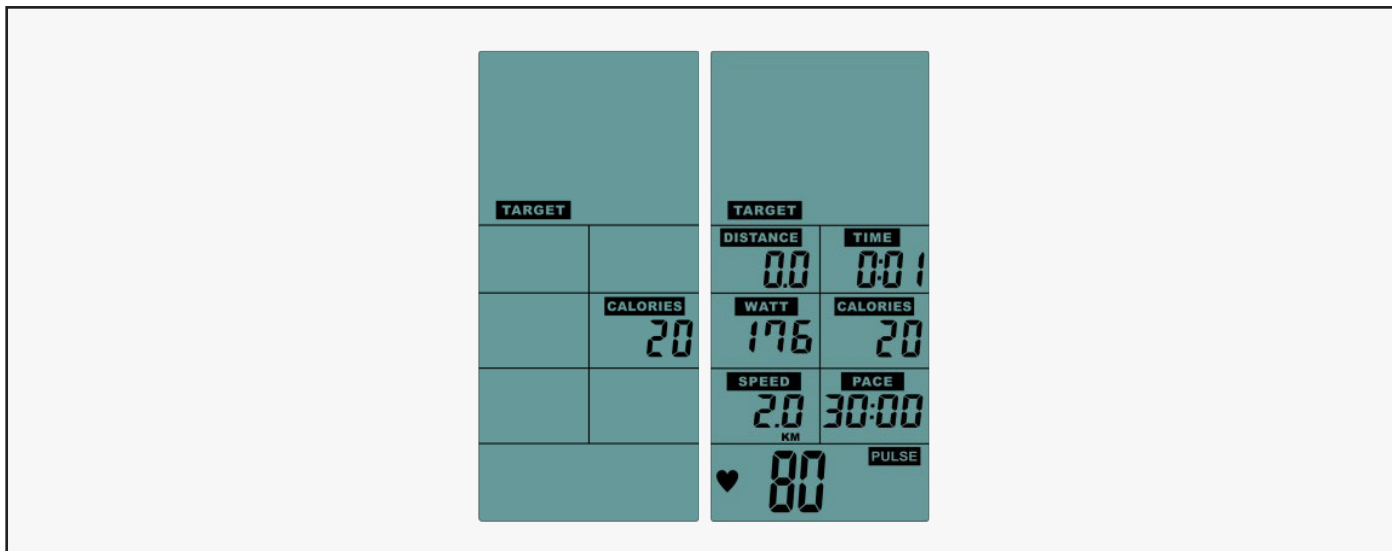 TARGET
CALORIES
20
TARGET
DISTANCE TIME
0.0 0:01
WATT CALORIES
176 20
SPEED PACE
2.0 30:00
KM
PULSE
80